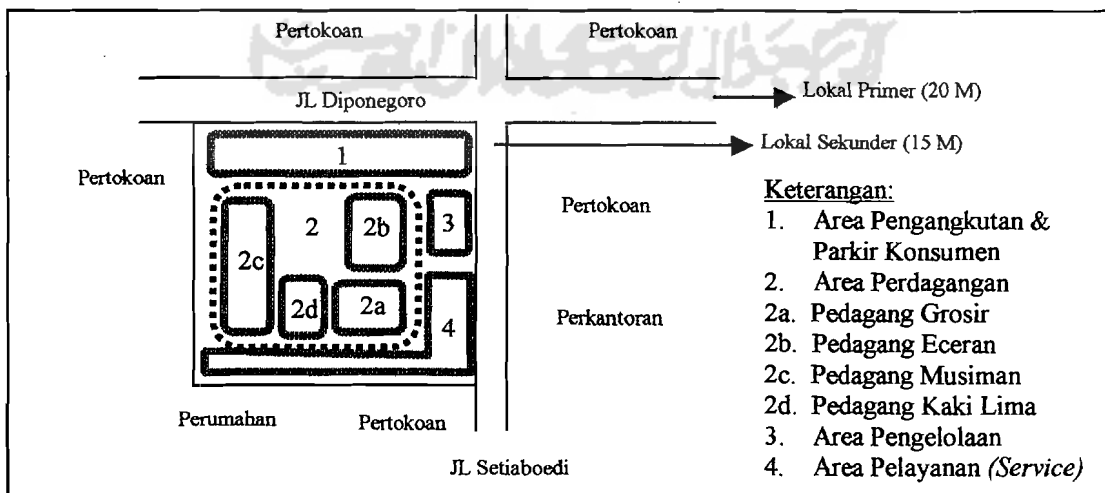 Pertokoan
Pertokoan
JL Diponegoro
Lokal Primer (20 M)
Lokal Sekunder (15 M)
Pertokoan
1
2
2b
3
2c
2d
2a
4
Pertokoan
Perkantoran
Perumahan
Pertokoan
JL Setiaboedi
Keterangan:
1. Area Pengangkutan &
Parkir Konsumen
2. Area Perdagangan
2a. Pedagang Grosir
2b. Pedagang Eceran
2c. Pedagang Musiman
2d. Pedagang Kaki Lima
3. Area Pengelolaan
4. Area Pelayanan (Service)